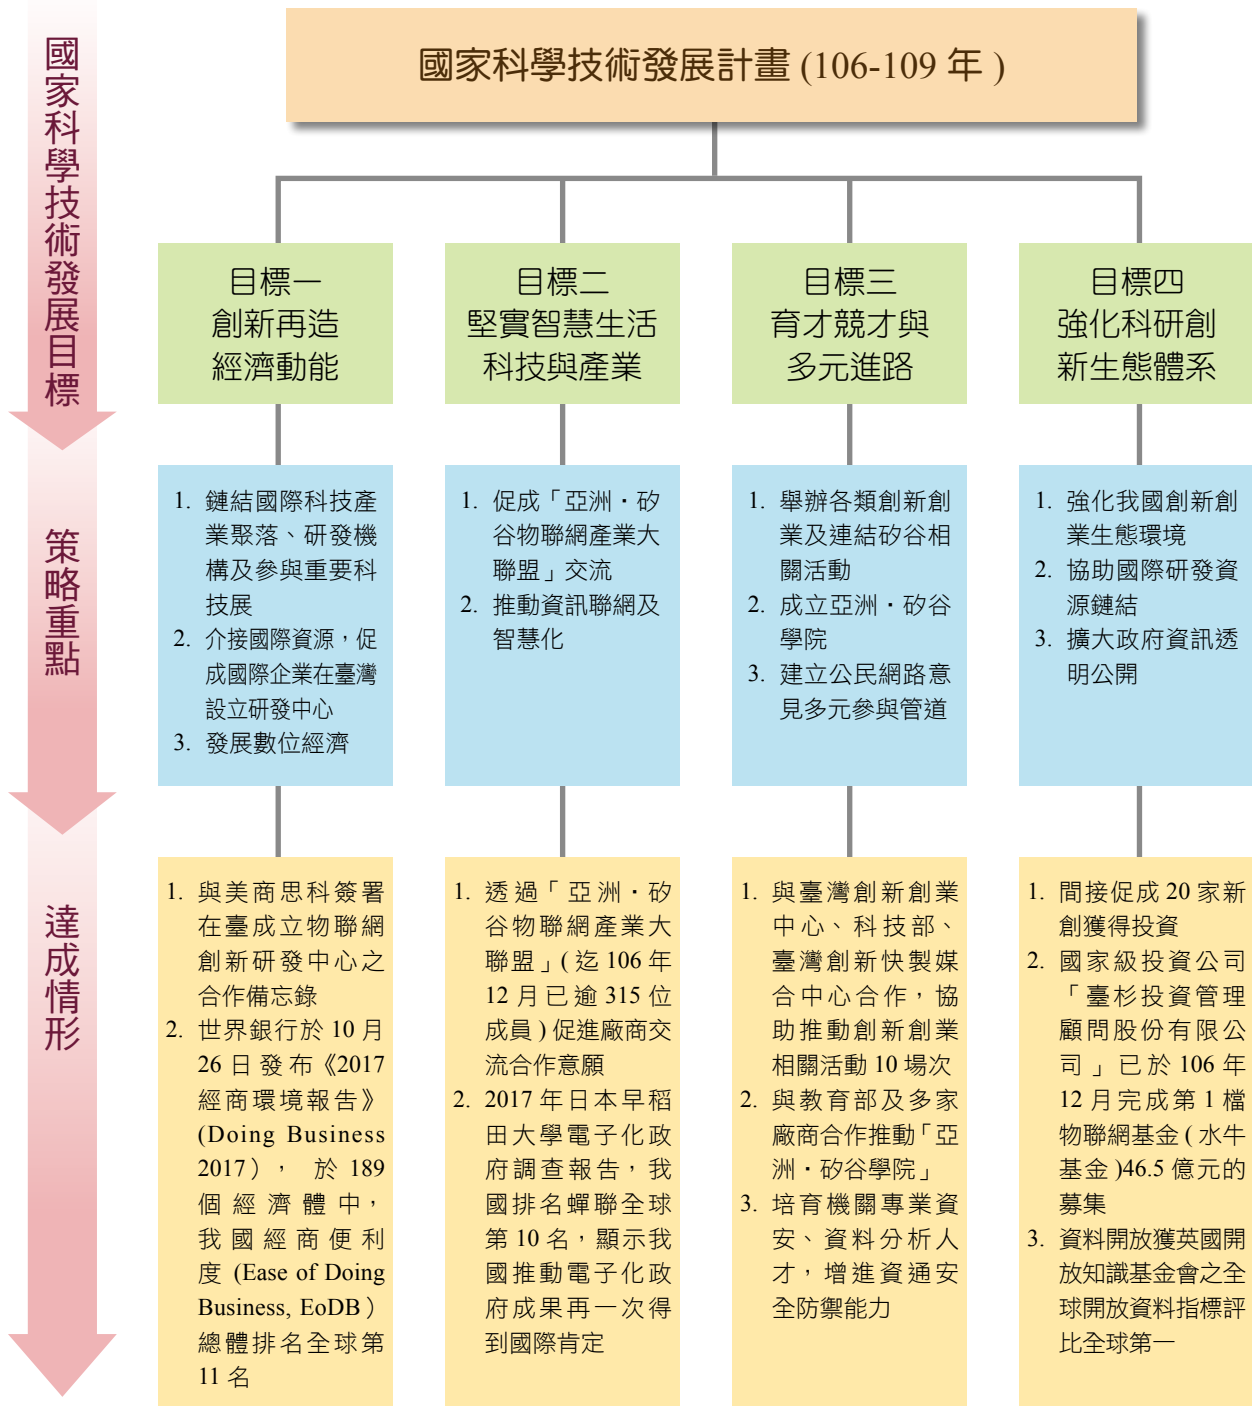 國家科學技術發展計畫 (106-109 年 )
國家科學技術發展目標
目標一
創新再造
經濟動能
目標二
堅實智慧生活
科技與產業
目標三
育才競才與
多元進路
目標四
強化科研創
新生態體系
策略重點
1. 鏈結國際科技產
業聚落、研發機
構及參與重要科
技展
2. 介接國際資源，促
成國際企業在臺灣
設立研發中心
3. 發展數位經濟
1. 促成「亞洲‧矽
谷物聯網產業大
聯盟」交流
2. 推動資訊聯網及
智慧化
1. 舉辦各類創新創
業及連結矽谷相
關活動
2. 成立亞洲‧矽谷
學院
3. 建立公民網路意
見多元參與管道
1. 強化我國創新創
業生態環境
2. 協助國際研發資
源鏈結
3. 擴大政府資訊透
明公開
達成情形
1. 與美商思科簽署
在臺成立物聯網
創新研發中心之
合作備忘錄
2. 世界銀行於 10 月
26 日發布《2017
經商環境報告》
(Doing Business
2017）， 於 189
個經濟體中，
我國經商便利
度 (Ease of Doing
Business, EoDB）
總體排名全球第
11 名
1. 透過「亞洲‧矽
谷物聯網產業大
聯盟」( 迄 106 年
12 月已逾 315 位
成員 ) 促進廠商交
流合作意願
2. 2017 年日本早稻
田大學電子化政
府調查報告，我
國排名蟬聯全球
第 10 名，顯示我
國推動電子化政
府成果再一次得
到國際肯定
1. 與臺灣創新創業
中心、科技部、
臺灣創新快製媒
合中心合作，協
助推動創新創業
相關活動 10 場次
2. 與教育部及多家
廠商合作推動「亞
洲‧矽谷學院」
3. 培育機關專業資
安、資料分析人
才，增進資通安
全防禦能力
1. 間接促成 20 家新
創獲得投資
2. 國家級投資公司
「臺杉投資管理
顧問股份有限公
司」已於 106 年
12 月完成第 1 檔
物聯網基金 ( 水牛
基金 )46.5 億元的
募集
3. 資料開放獲英國開
放知識基金會之全
球開放資料指標評
比全球第一